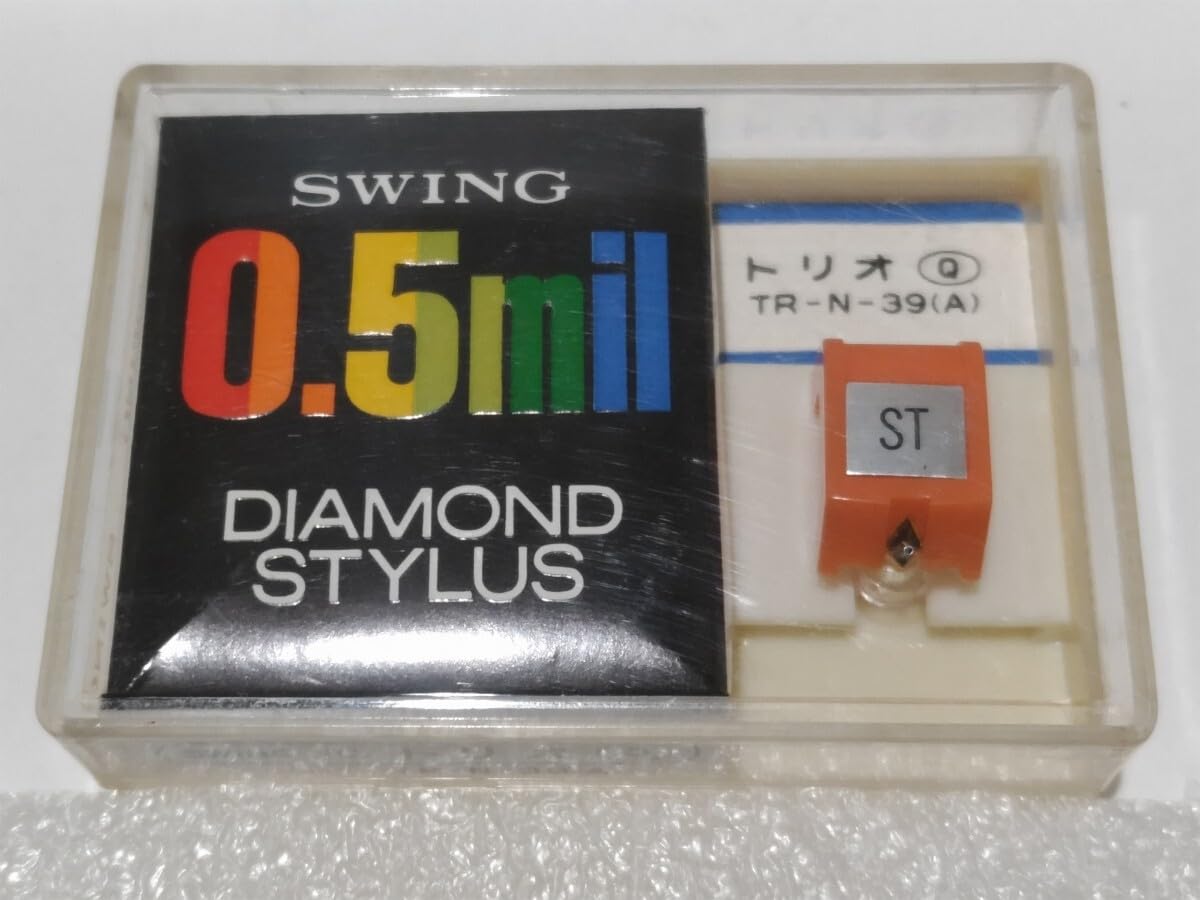 SWING
0.5mil
DIAMOND
STYLUS
トリオ Q
TR-N-39(A)
ST